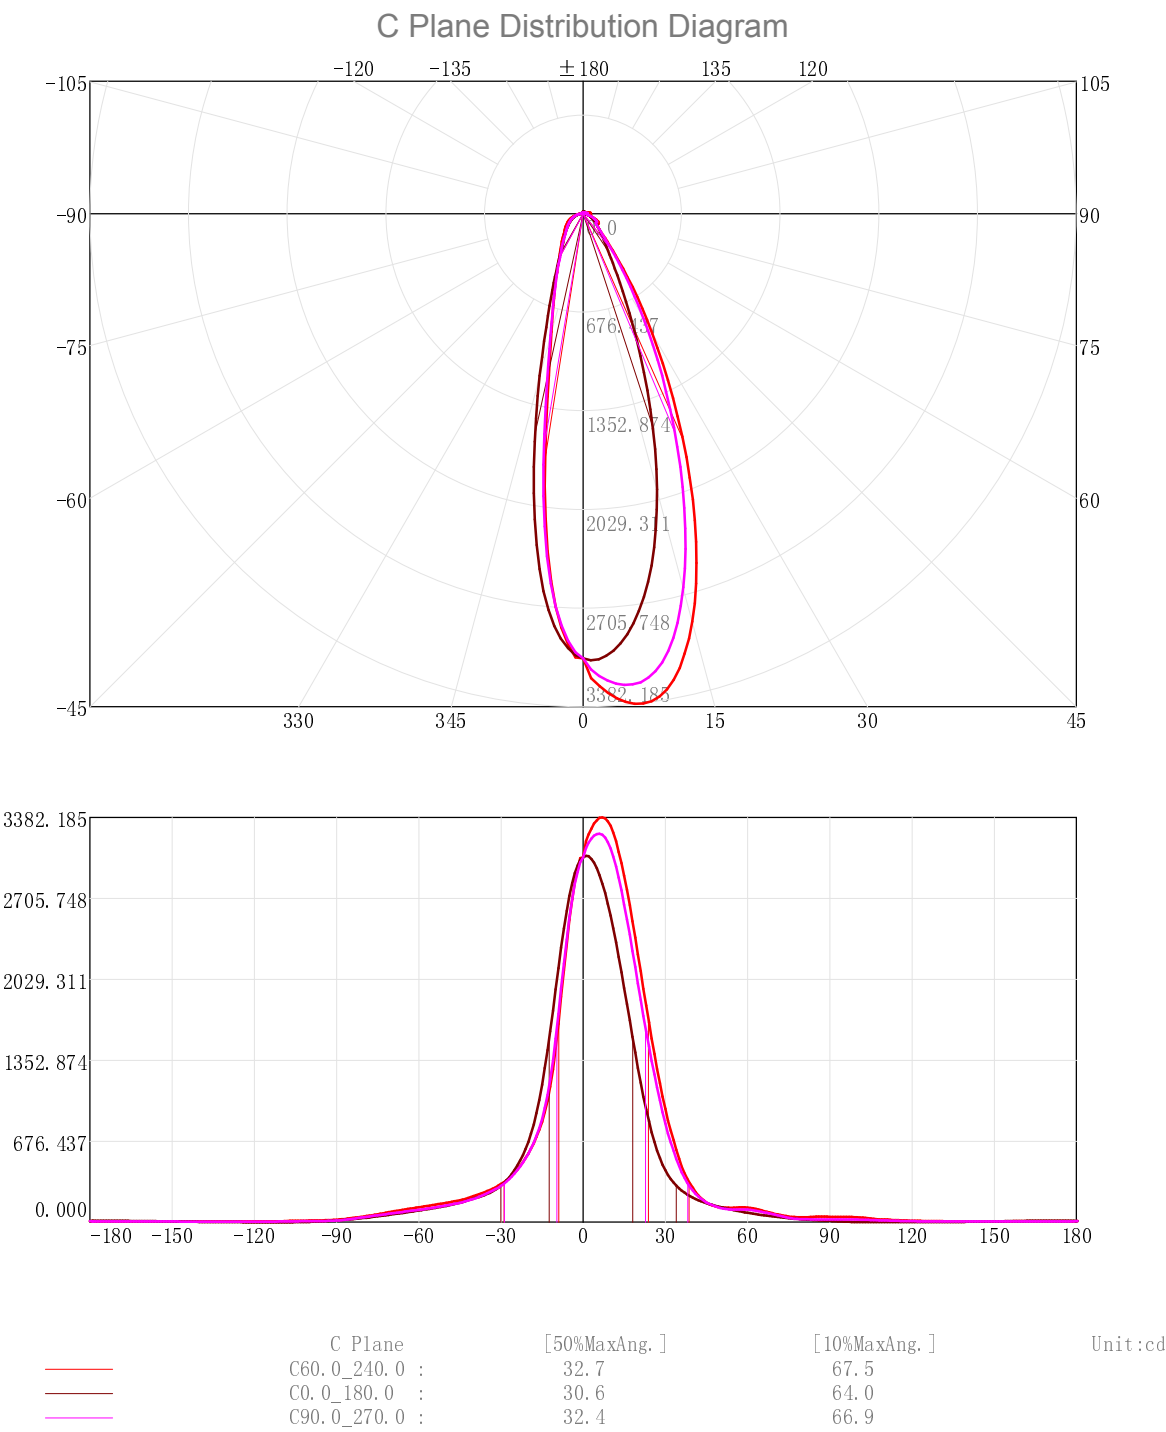 C Plane Distribution Diagram
-120 -135 ±180 135 120
-105 105
-90 90
0
676.437
-75 75
1352.874
-60 60
2029.311
2705.748
3382.185
-45 330 345 0 15 30 45
3382.185
2705.748
2029.311
1352.874
676.437
0.000
-180 -150 -120 -90 -60 -30 0 30 60 90 120 150 180
C Plane [50%MaxAng.] [10%MaxAng.] Unit:cd
C60.0_240.0 : 32.7 67.5
C0.0_180.0 : 30.6 64.0
C90.0_270.0 : 32.4 66.9